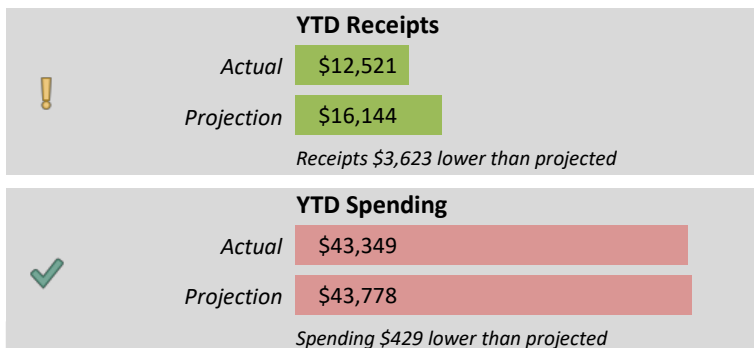 YTD Receipts
Actual $12,521
Projection $16,144
Receipts $3,623 lower than projected
YTD Spending
Actual $43,349
Projection $43,778
Spending $429 lower than projected